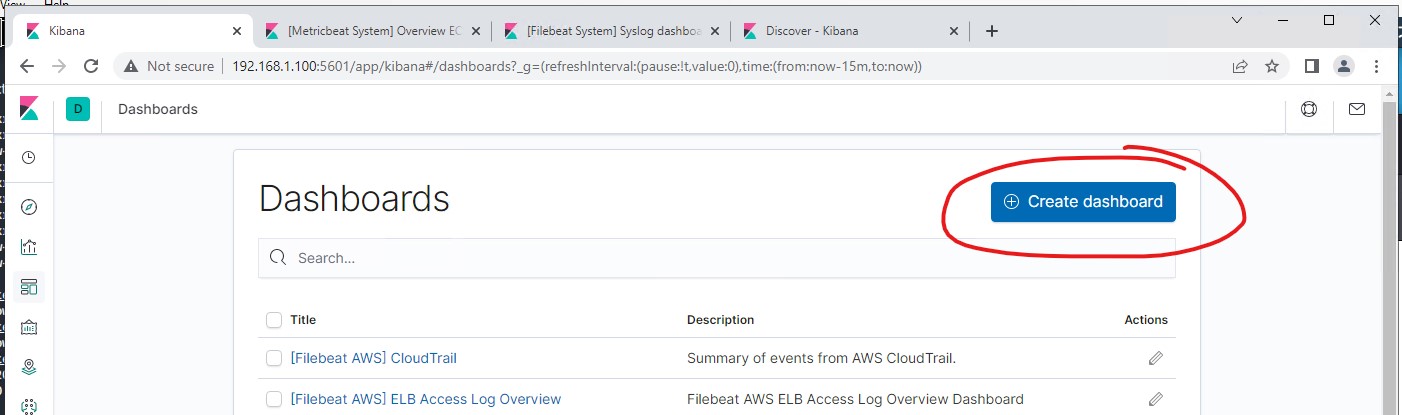 View Help
Kibana
[Metricbeat System] Overview EC
[Filebeat System] Syslog dashboa
Discover - Kibana
Not secure
192.168.1.100:5601/app/kibana#/dashboards?_g=(refreshInterval:(pause:!t,value:0),time:(from:now-15m,to:now))
D
Dashboards
Dashboards
Create dashboard
Search...
Title Description Actions
[Filebeat AWS] CloudTrail Summary of events from AWS CloudTrail.
[Filebeat AWS] ELB Access Log Overview Filebeat AWS ELB Access Log Overview Dashboard